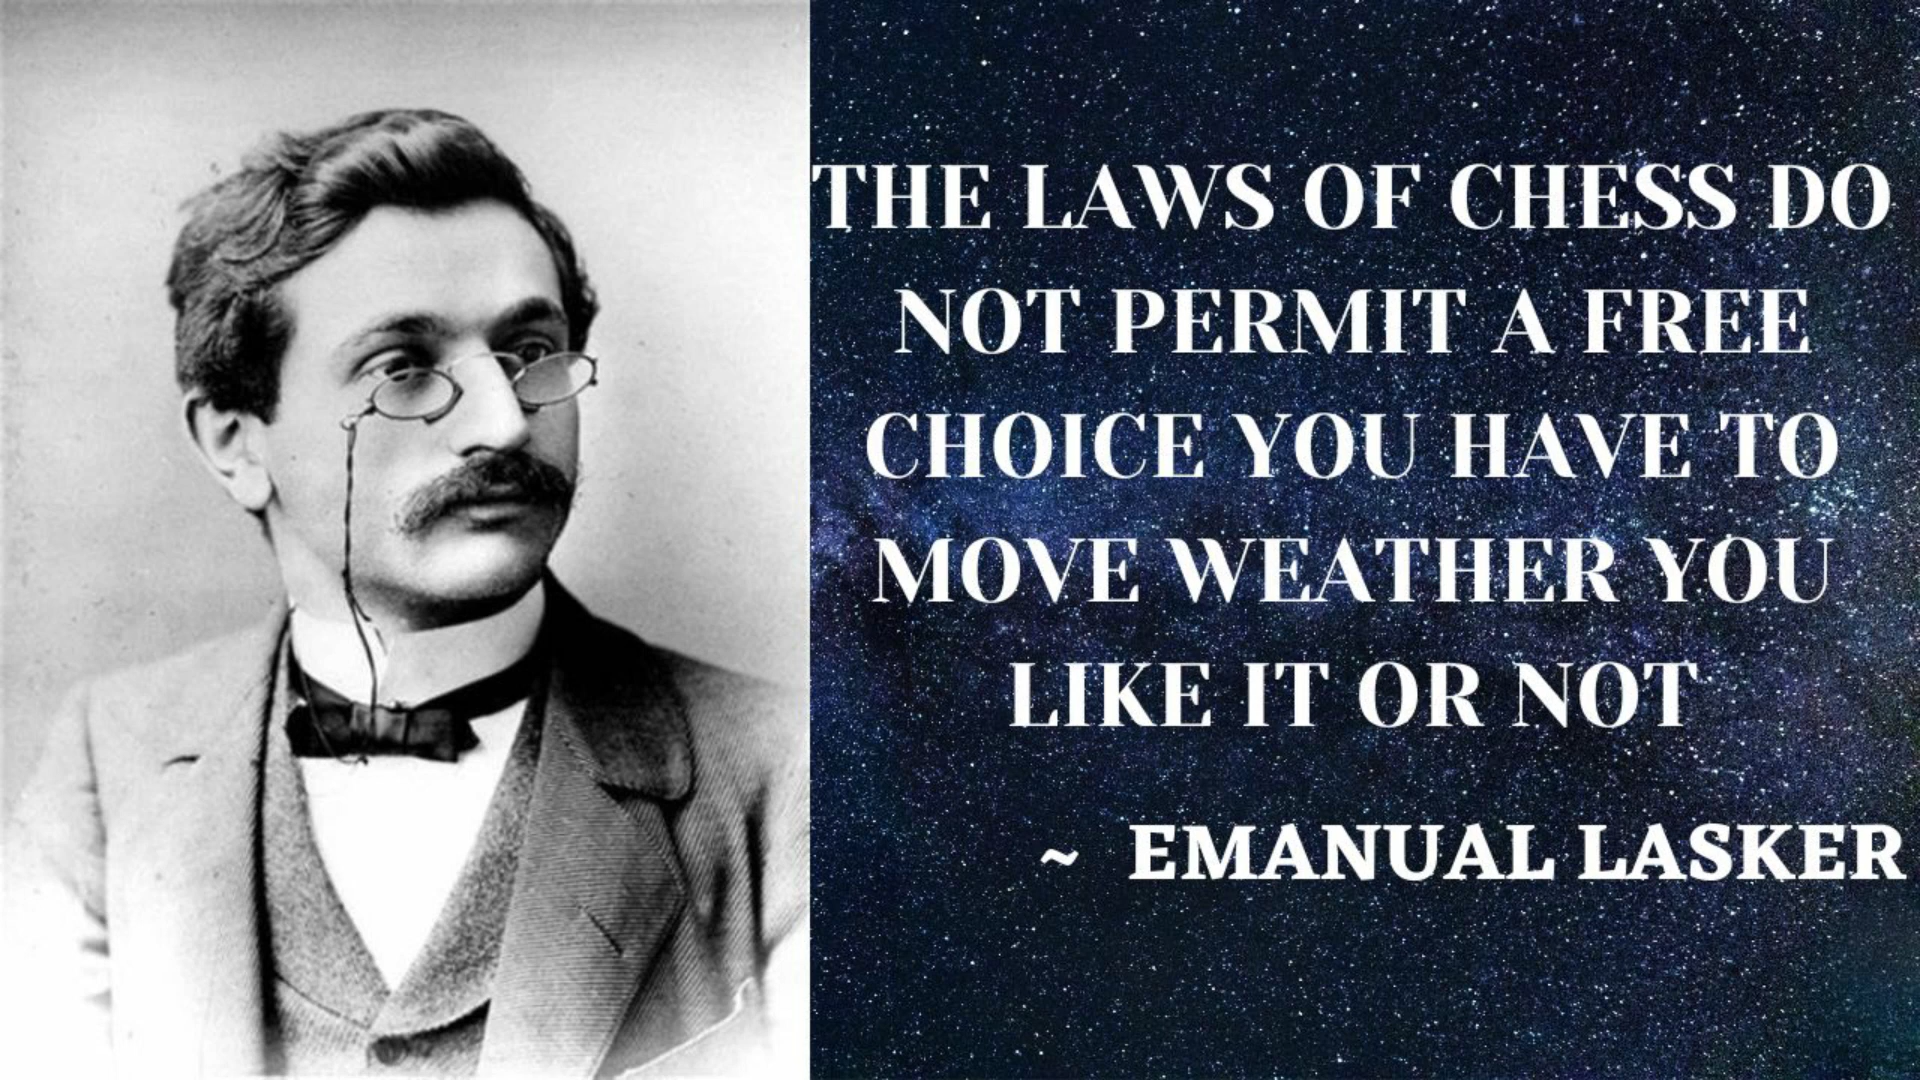 THE LAWS OF CHESS DO
NOT PERMIT A FREE
CHOICE YOU HAVE TO
MOVE WEATHER YOU
LIKE IT OR NOT
~ EMANUAL LASKER